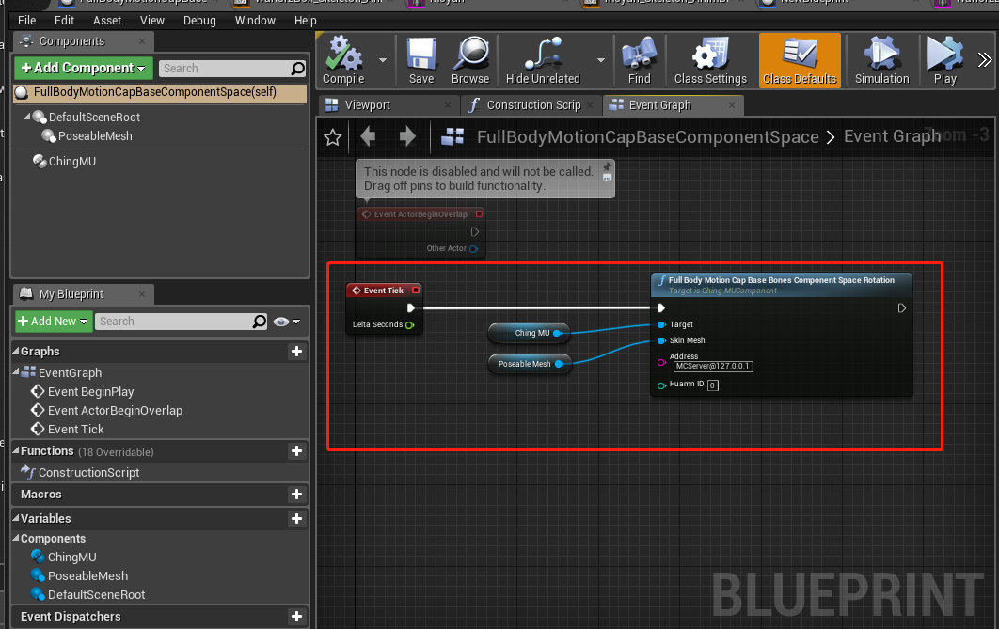 File Edit Asset View Debug Window Help
Components
+ Add Component
Search
Compile
Save
Browse
Hide Unrelated
Find
Class Settings
Class Defaults
Simulation
Play
FullBodyMotionCapBaseComponentSpace(self)
DefaultSceneRoot
PoseableMesh
ChingMU
Viewport
Construction Scrip
Event Graph
FullBodyMotionCapBaseComponentSpace > Event Graph
Zoom -3
This node is disabled and will not be called.
Drag off pins to build functionality.
Event ActorBeginOverlap
Other Actor
Event Tick
Delta Seconds
Ching MU
Poseable Mesh
Full Body Motion Cap Base Bones Component Space Rotation
Target is Ching MUComponent
Target
Skin Mesh
Address
MCServer@127.0.0.1
Huamn ID 0
My Blueprint
+ Add New
Search
Graphs
EventGraph
Event BeginPlay
Event ActorBeginOverlap
Event Tick
Functions (18 Overridable)
ConstructionScript
Macros
Variables
Components
ChingMU
PoseableMesh
DefaultSceneRoot
Event Dispatchers
BLUEPRINT